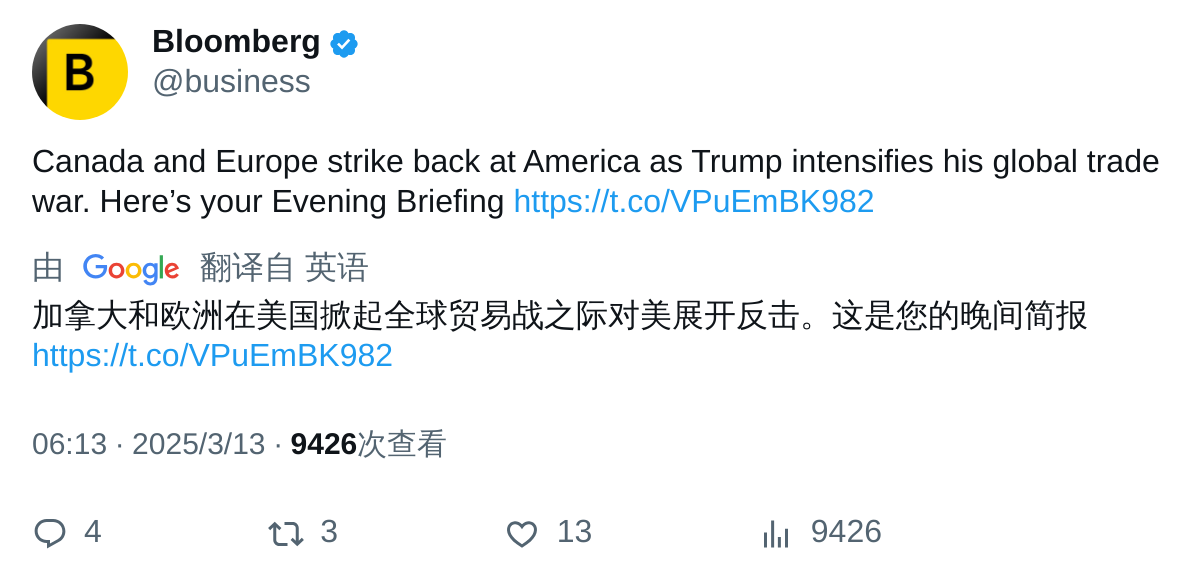 B
Bloomberg
@business
Canada and Europe strike back at America as Trump intensifies his global trade
war. Here’s your Evening Briefing https://t.co/VPuEmBK982
由 Google 翻译自 英语
加拿大和欧洲在美国掀起全球贸易战之际对美展开反击。这是您的晚间简报
https://t.co/VPuEmBK982
06:13 · 2025/3/13 · 9426次查看
4 3 13 9426